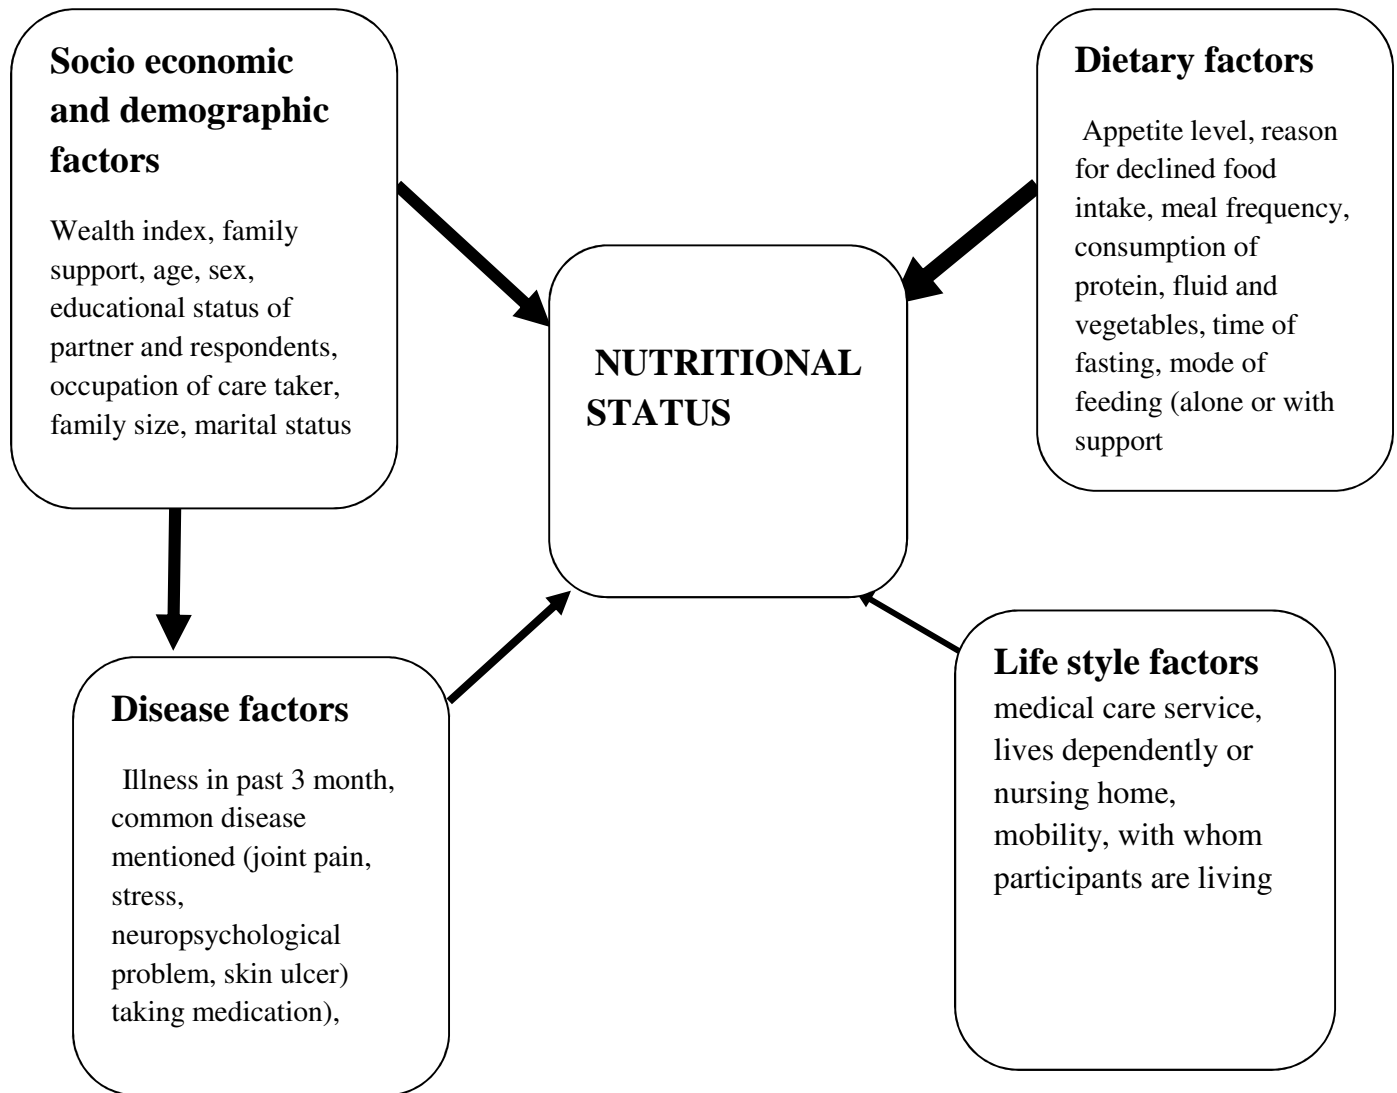 Socio economic
and demographic
factors
Wealth index, family
support, age, sex,
educational status of
partner and respondents,
occupation of care taker,
family size, marital status
Dietary factors
Appetite level, reason
for declined food
intake, meal frequency,
consumption of
protein, fluid and
vegetables, time of
fasting, mode of
feeding (alone or with
support
NUTRITIONAL
STATUS
Disease factors
Illness in past 3 month,
common disease
mentioned (joint pain,
stress,
neuropsychological
problem, skin ulcer)
taking medication),
Life style factors
medical care service,
lives dependently or
nursing home,
mobility, with whom
participants are living